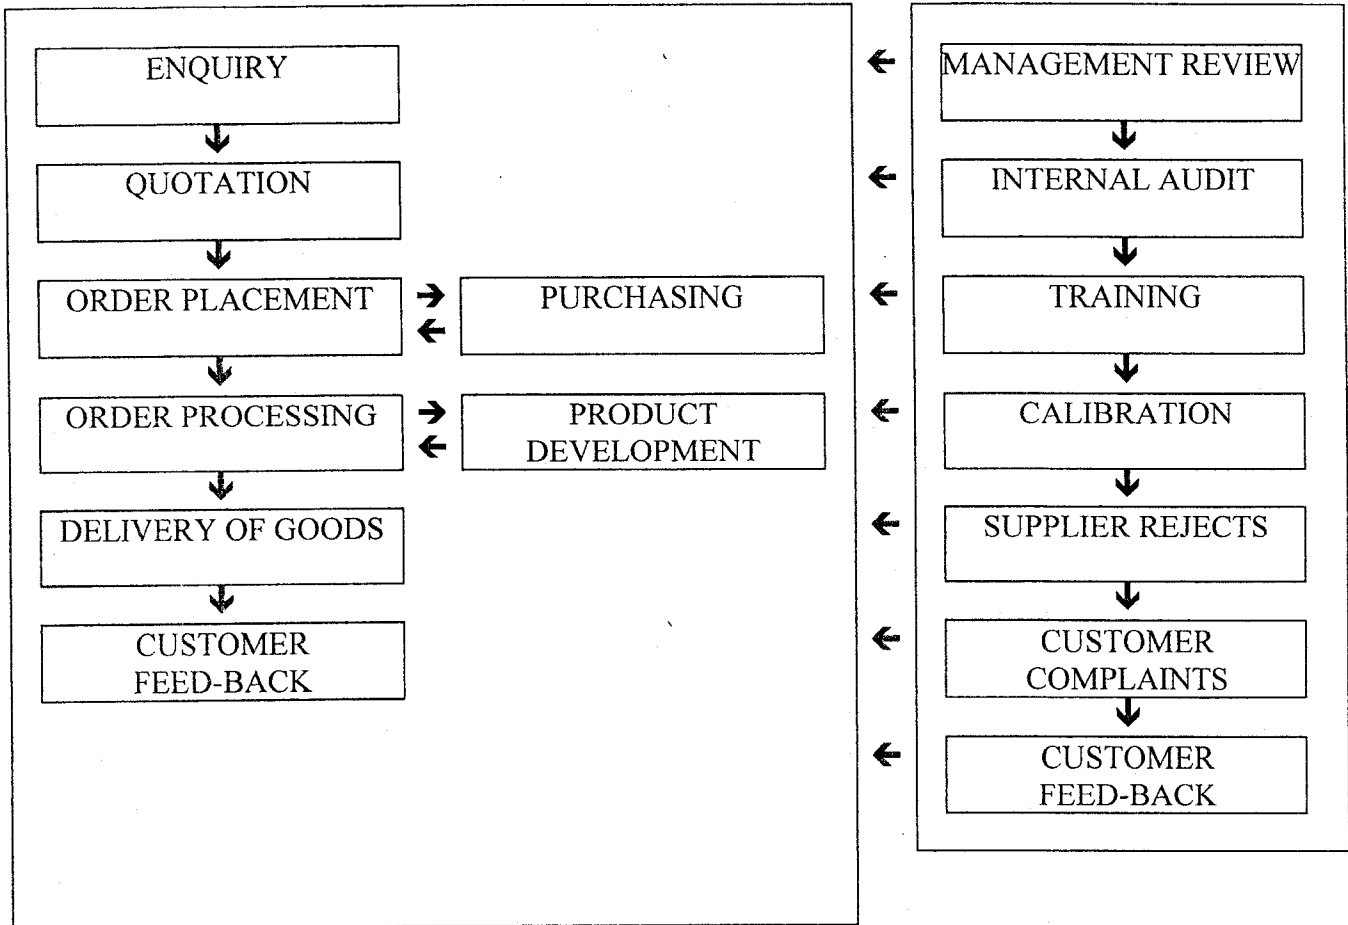 ENQUIRY
QUOTATION
ORDER PLACEMENT
PURCHASING
ORDER PROCESSING
PRODUCT
DEVELOPMENT
DELIVERY OF GOODS
CUSTOMER
FEED-BACK
MANAGEMENT REVIEW
INTERNAL AUDIT
TRAINING
CALIBRATION
SUPPLIER REJECTS
CUSTOMER
COMPLAINTS
CUSTOMER
FEED-BACK